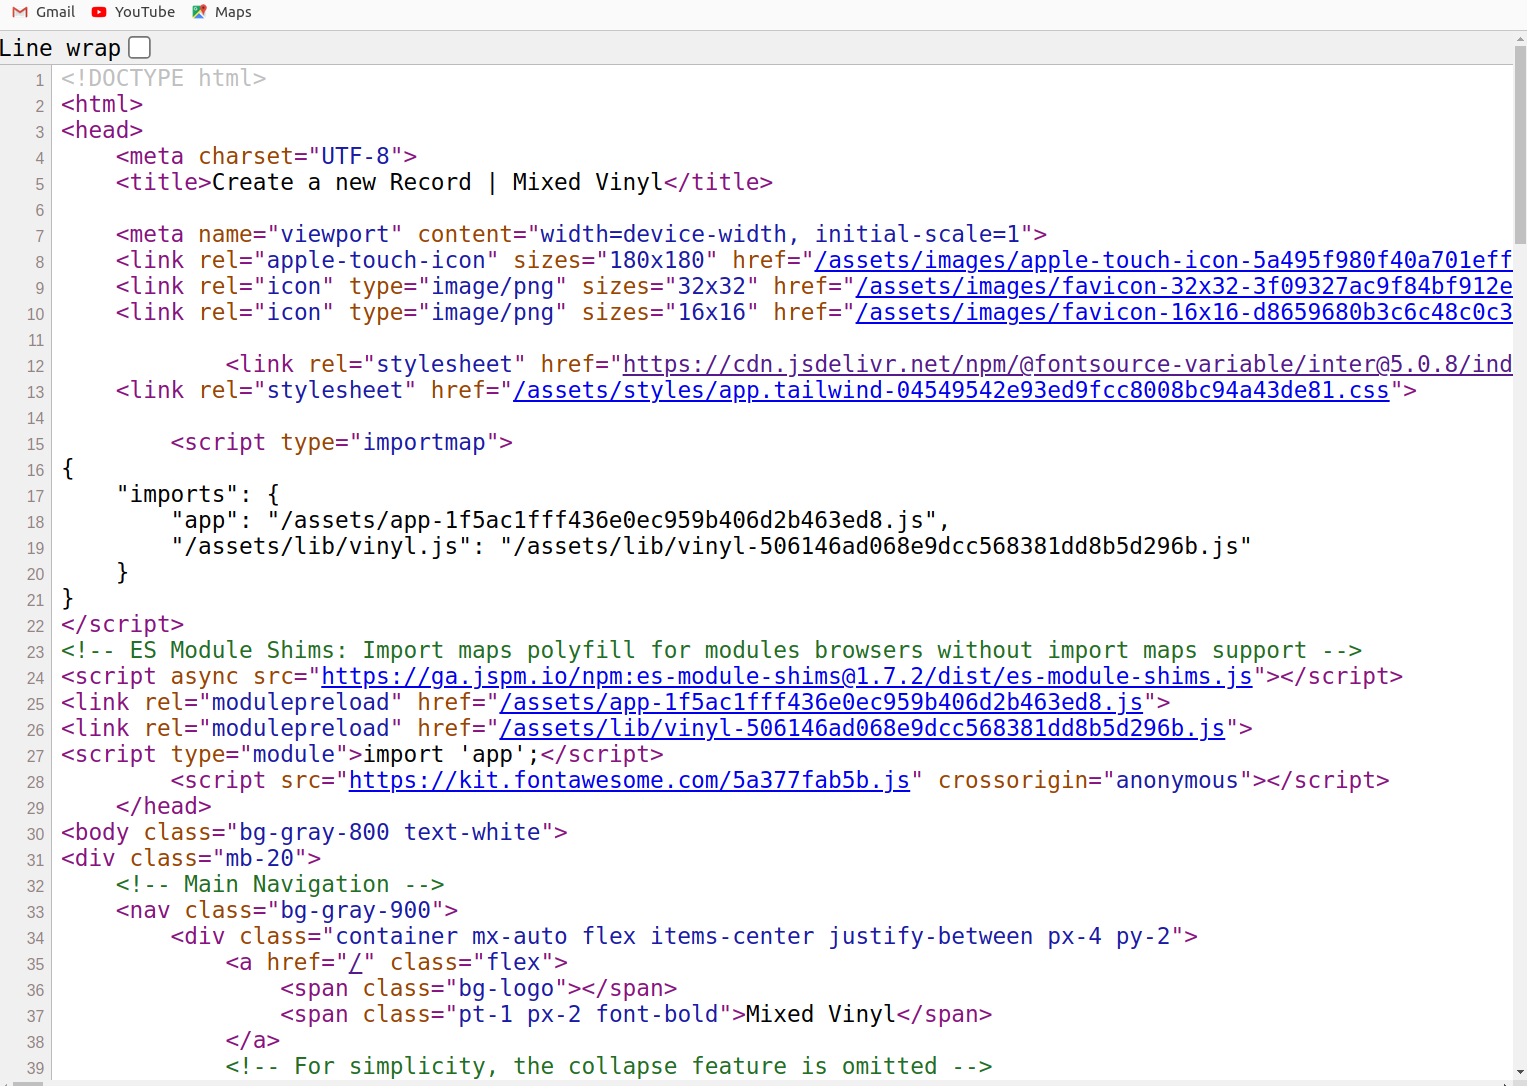 Gmail YouTube Maps
Line wrap
1 <!DOCTYPE html>
2 <html>
3 <head>
4     <meta charset="UTF-8">
5     <title>Create a new Record | Mixed Vinyl</title>
6
7     <meta name="viewport" content="width=device-width, initial-scale=1">
8     <link rel="apple-touch-icon" sizes="180x180" href="/assets/images/apple-touch-icon-5a495f980f40a701eff
9     <link rel="icon" type="image/png" sizes="32x32" href="/assets/images/favicon-32x32-3f09327ac9f84bf912e
10     <link rel="icon" type="image/png" sizes="16x16" href="/assets/images/favicon-16x16-d8659680b3c6c48c0c3
11
12             <link rel="stylesheet" href="https://cdn.jsdelivr.net/npm/@fontsource-variable/inter@5.0.8/ind
13     <link rel="stylesheet" href="/assets/styles/app.tailwind-04549542e93ed9fcc8008bc94a43de81.css">
14
15         <script type="importmap">
16 {
17     "imports": {
18         "app": "/assets/app-1f5ac1fff436e0ec959b406d2b463ed8.js",
19         "/assets/lib/vinyl.js": "/assets/lib/vinyl-506146ad068e9dcc568381dd8b5d296b.js"
20     }
21 }
22 </script>
23 <!-- ES Module Shims: Import maps polyfill for modules browsers without import maps support -->
24 <script async src="https://ga.jspm.io/npm:es-module-shims@1.7.2/dist/es-module-shims.js"></script>
25 <link rel="modulepreload" href="/assets/app-1f5ac1fff436e0ec959b406d2b463ed8.js">
26 <link rel="modulepreload" href="/assets/lib/vinyl-506146ad068e9dcc568381dd8b5d296b.js">
27 <script type="module">import 'app';</script>
28         <script src="https://kit.fontawesome.com/5a377fab5b.js" crossorigin="anonymous"></script>
29     </head>
30 <body class="bg-gray-800 text-white">
31 <div class="mb-20">
32     <!-- Main Navigation -->
33     <nav class="bg-gray-900">
34         <div class="container mx-auto flex items-center justify-between px-4 py-2">
35             <a href="/" class="flex">
36                 <span class="bg-logo"></span>
37                 <span class="pt-1 px-2 font-bold">Mixed Vinyl</span>
38             </a>
39             <!-- For simplicity, the collapse feature is omitted -->